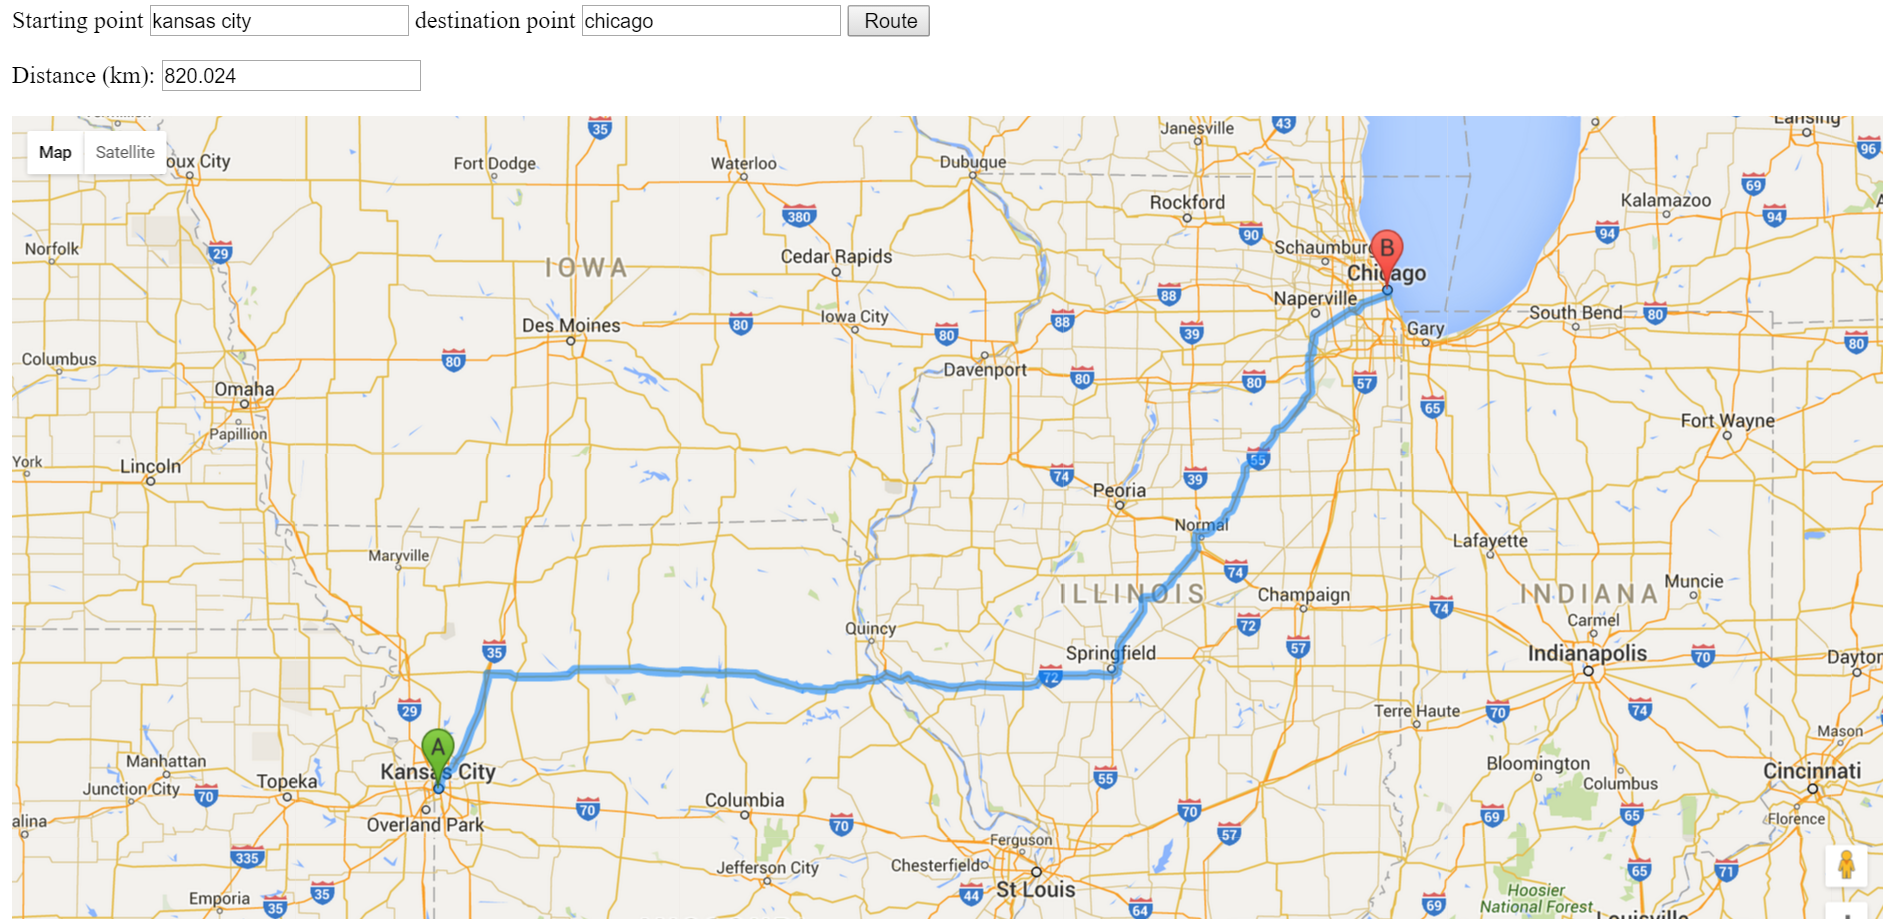 Starting point kansas city destination point chicago Route
Distance (km): 820.024
Map Satellite
oux City
Fort Dodge
Waterloo
Dubuque
Janesville
Lansing
35
43
96
69
Kalamazoo
94
94
Rockford
380
90
Norfolk
29
IOWA
Cedar Rapids
Schaumburg
B
Chicago
88
Naperville
Iowa City
Des Moines
80
80
88
39
Gary
South Bend
80
80
Columbus
80
Davenport
80
80
57
Omaha
65
Papillion
Fort Wayne
York
Lincoln
55
74
39
Peoria
Normal
Maryville
Lafayette
74
ILLINOIS
Champaign
INDIANA
Muncie
74
Carmel
Quincy
72
57
35
Springfield
Indianapolis
70
Dayton
72
29
Terre Haute
70
74
Mason
A
Kansas City
Manhattan
Topeka
Junction City
70
55
Bloomington
Columbus
Cincinnati
alina
Overland Park
70
Columbia
70
70
57
69
65
Florence
335
Jefferson City
Chesterfield
Ferguson
St Louis
65
71
Emporia
35
35
44
64
69
Hoosier
National Forest
Louisville